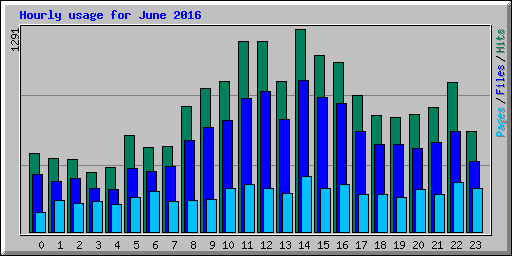 Hourly usage for June 2016
1291
Pages / Files / Hits
0 1 2 3 4 5 6 7 8 9 10 11 12 13 14 15 16 17 18 19 20 21 22 23